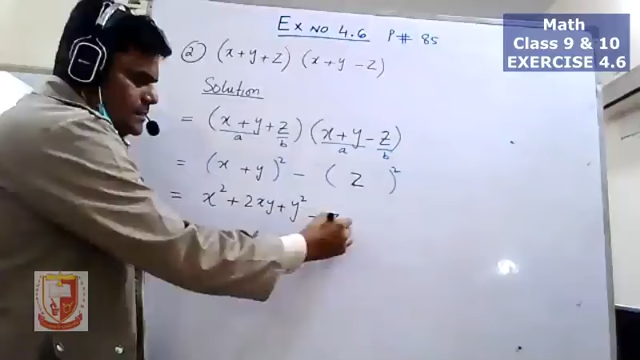 Ex NO 4.6 P# 85
Math
Class 9 & 10
EXERCISE 4.6
② (x+y+z) (x+y-z)
Solution
= (x+y+z) (x+y-z)
a b a b
= (x+y)² - ( z )²
= x² + 2xy + y² -